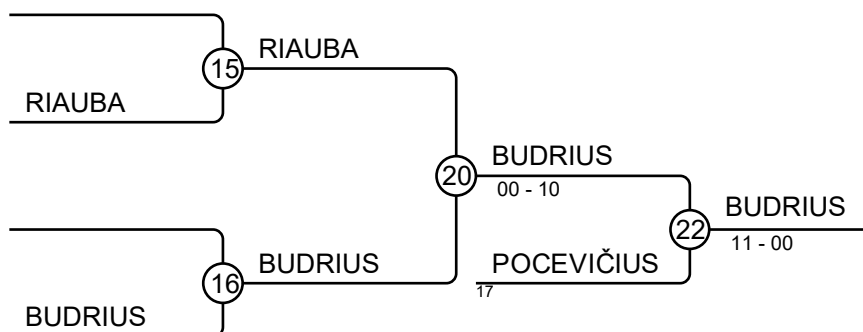 RIAUBA
15
RIAUBA
BUDRIUS
20
00 - 10
BUDRIUS
22
11 - 00
BUDRIUS
16
POCEVIČIUS
17
BUDRIUS